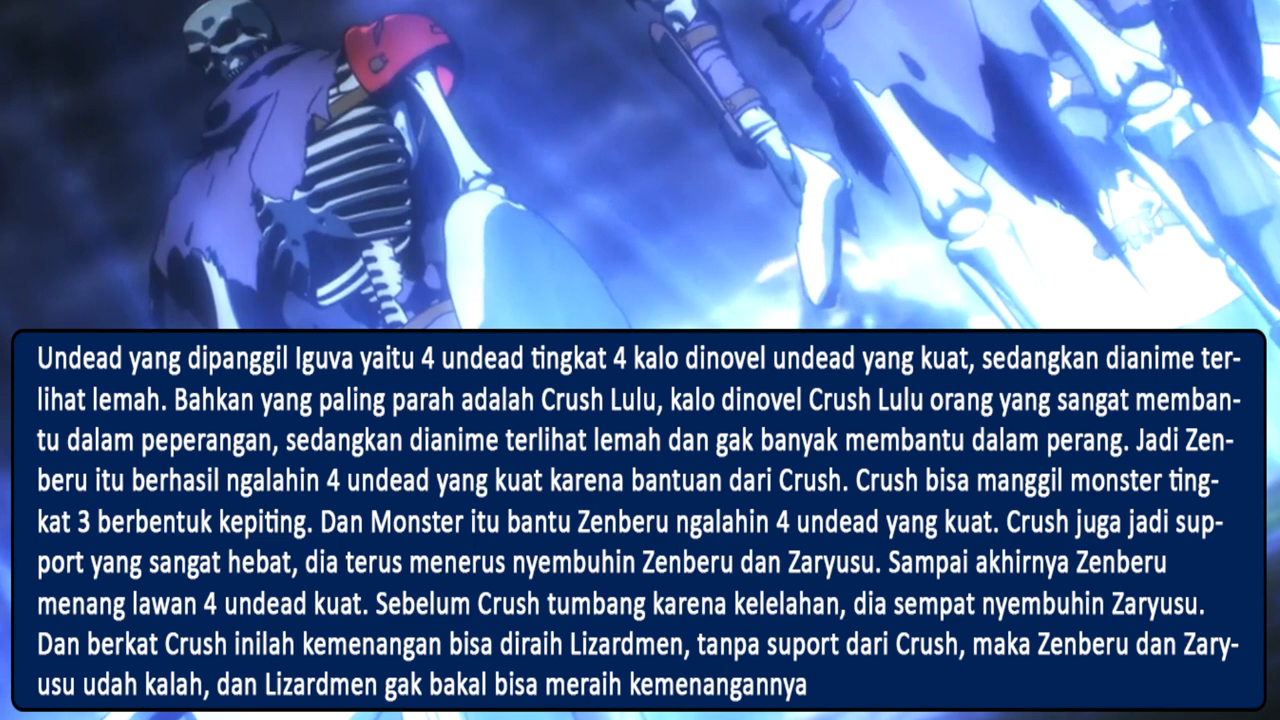 Undead yang dipanggil Iguva yaitu 4 undead tingkat 4 kalo dinovel undead yang kuat, sedangkan dianime ter-
lihat lemah. Bahkan yang paling parah adalah Crush Lulu, kalo dinovel Crush Lulu orang yang sangat memban-
tu dalam peperangan, sedangkan dianime terlihat lemah dan gak banyak membantu dalam perang. Jadi Zen-
beru itu berhasil ngalahin 4 undead yang kuat karena bantuan dari Crush. Crush bisa manggil monster ting-
kat 3 berbentuk kepiting. Dan Monster itu bantu Zenberu ngalahin 4 undead yang kuat. Crush juga jadi sup-
port yang sangat hebat, dia terus menerus nyembuhin Zenberu dan Zaryusu. Sampai akhirnya Zenberu
menang lawan 4 undead kuat. Sebelum Crush tumbang karena kelelahan, dia sempat nyembuhin Zaryusu.
Dan berkat Crush inilah kemenangan bisa diraih Lizardmen, tanpa suport dari Crush, maka Zenberu dan Zary-
usu udah kalah, dan Lizardmen gak bakal bisa meraih kemenangannya